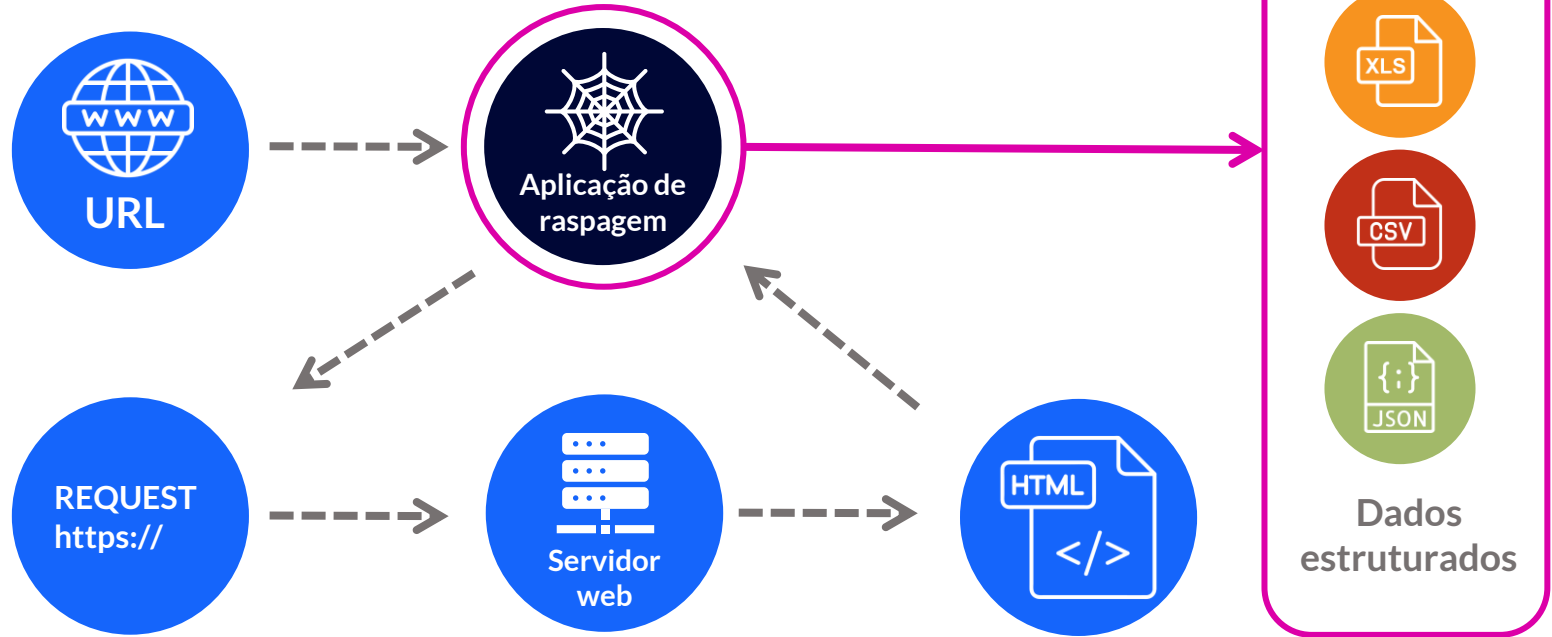 WWW
URL
Aplicação de
raspagem
XLS
CSV
{;}
JSON
Dados
estruturados
REQUEST
https://
Servidor
web
HTML
</>